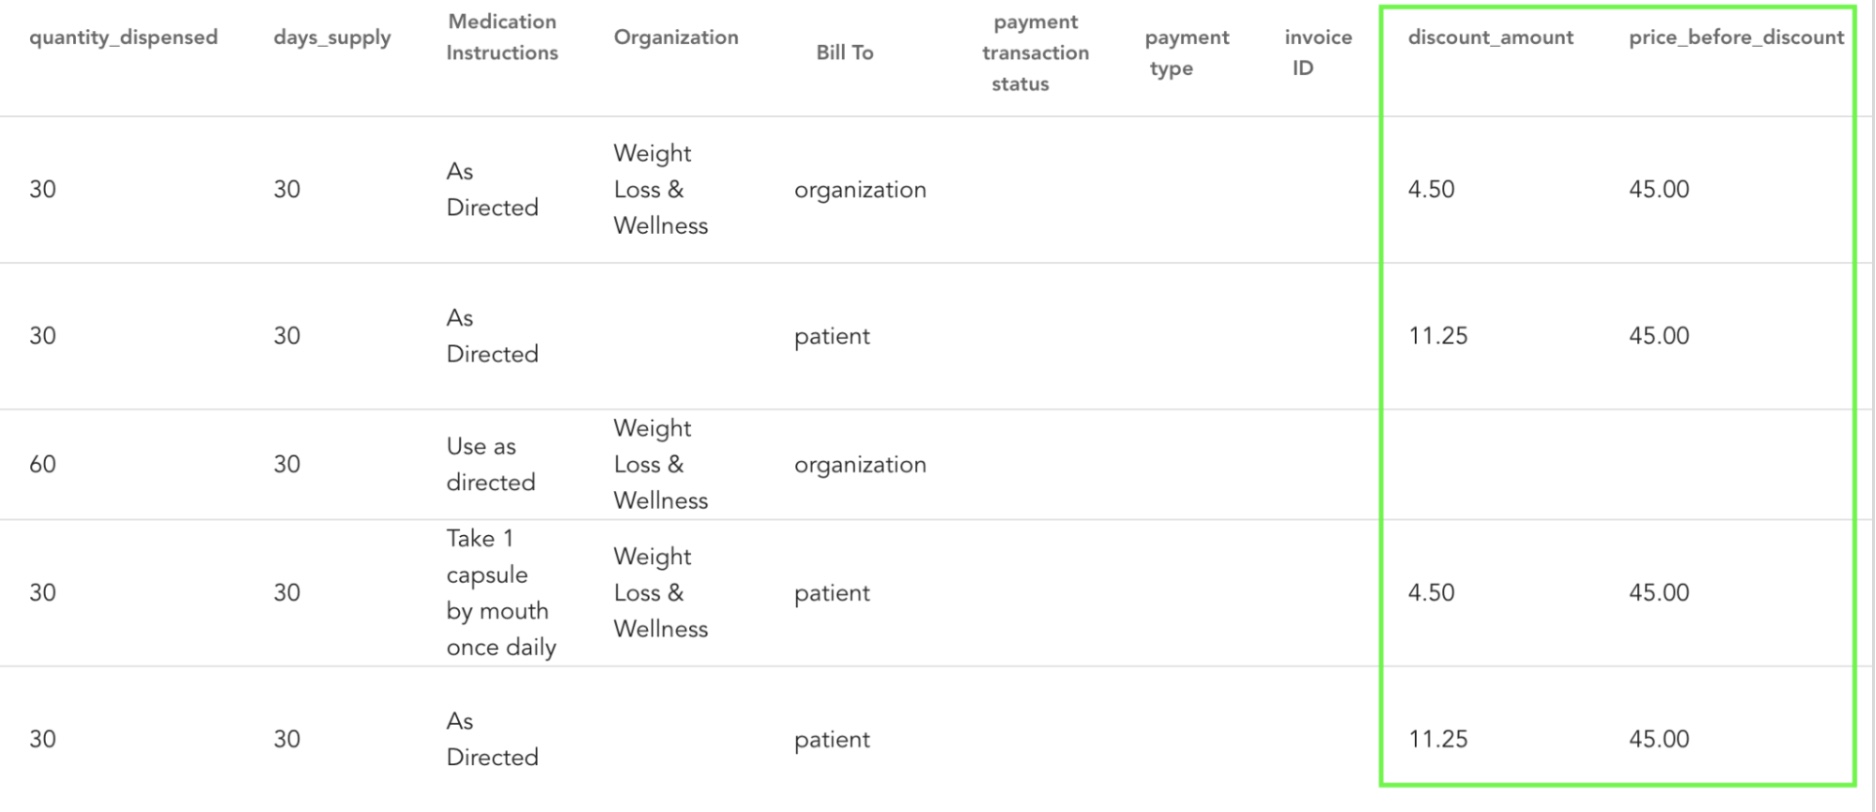 quantity_dispensed days_supply Medication Instructions Organization Bill To payment transaction status payment type invoice ID discount_amount price_before_discount
30 30 As Directed Weight Loss & Wellness organization 4.50 45.00
30 30 As Directed patient 11.25 45.00
60 30 Use as directed Weight Loss & Wellness organization
30 30 Take 1 capsule by mouth once daily Weight Loss & Wellness patient 4.50 45.00
30 30 As Directed patient 11.25 45.00